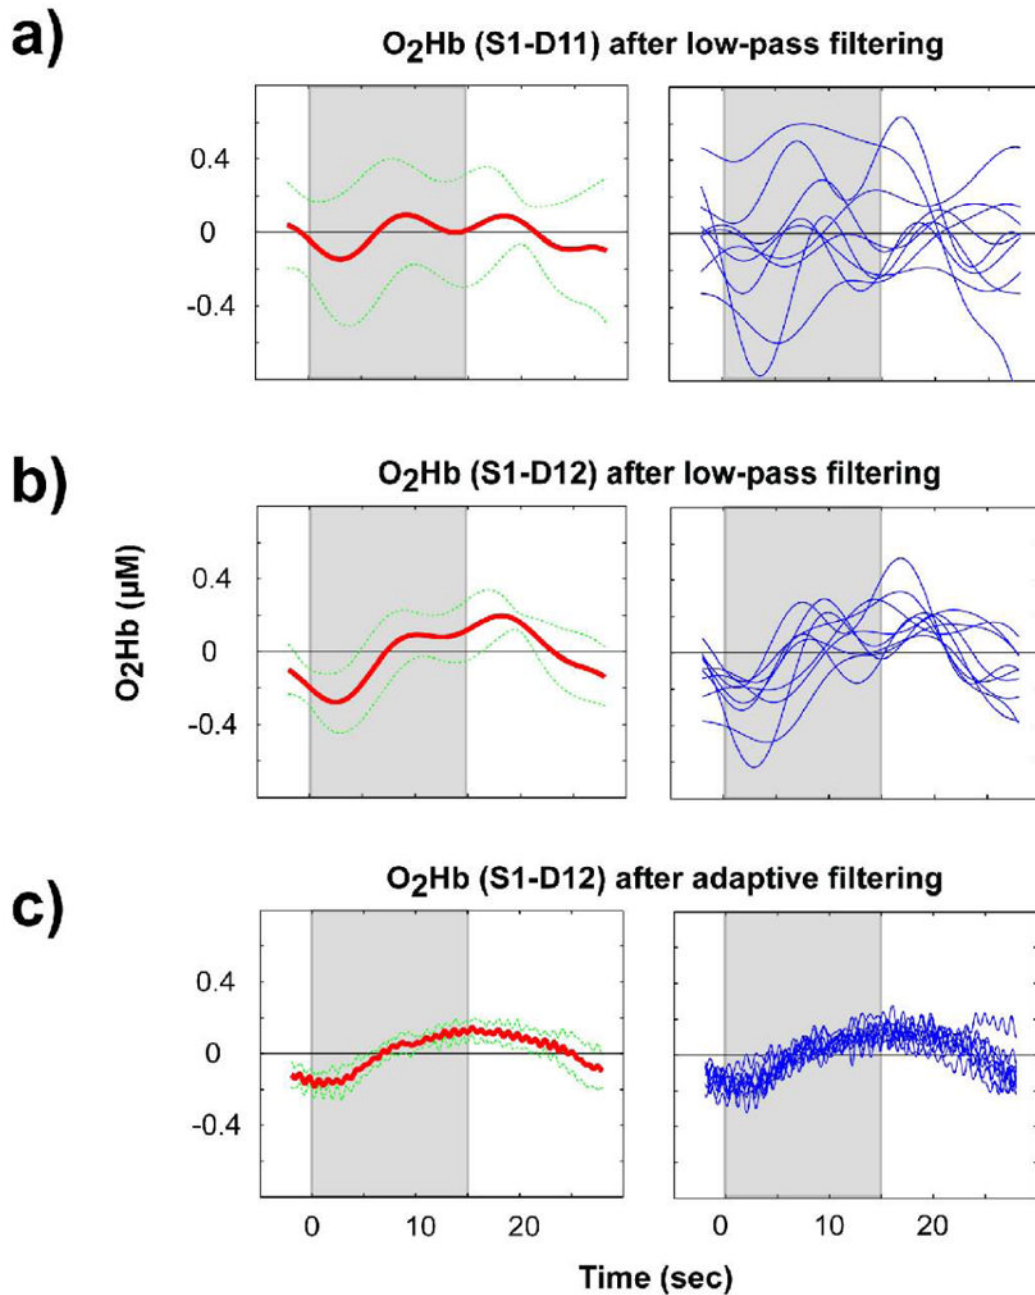 a)
O2Hb (S1-D11) after low-pass filtering
0.4
0
-0.4
b)
O2Hb (S1-D12) after low-pass filtering
O2Hb (µM)
0.4
0
-0.4
c)
O2Hb (S1-D12) after adaptive filtering
0.4
0
-0.4
0 10 20 0 10 20
Time (sec)